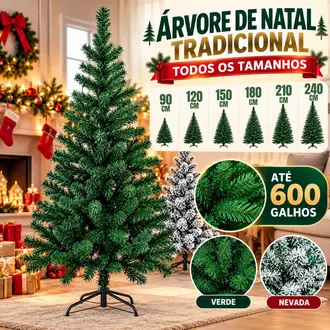 ÁRVORE DE NATAL
TRADICIONAL
TODOS OS TAMANHOS
90 CM
120 CM
150 CM
180 CM
210 CM
240 CM
ATÉ
600
GALHOS
VERDE
NEVADA